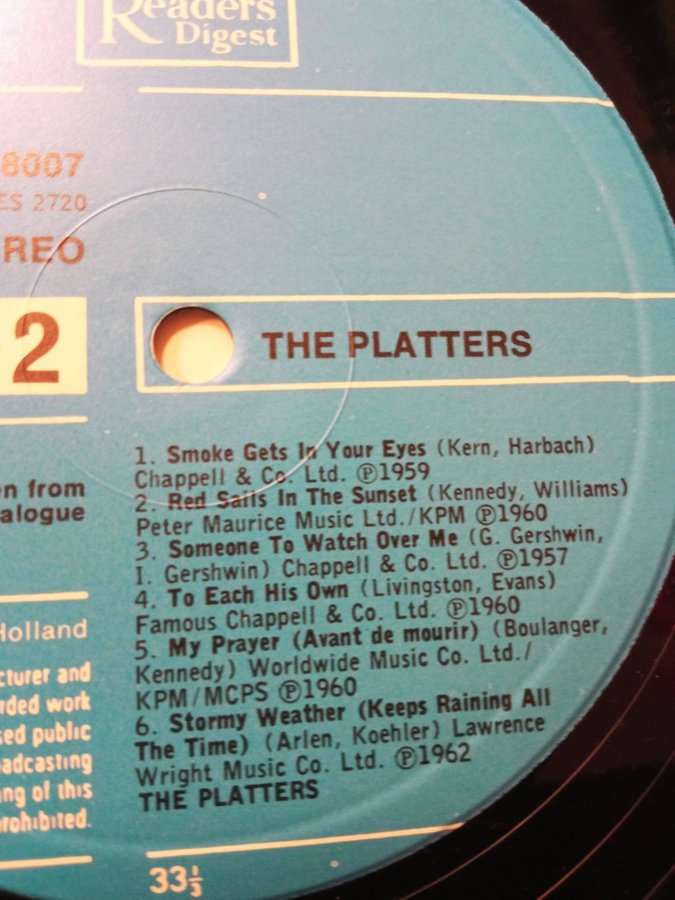 Readers
Digest
8007
ES 2720
REO
2
THE PLATTERS
1. Smoke Gets In Your Eyes (Kern, Harbach)
Chappell & Co. Ltd. ℗1959
2. Red Sails In The Sunset (Kennedy, Williams)
Peter Maurice Music Ltd./KPM ℗1960
3. Someone To Watch Over Me (G. Gershwin,
I. Gershwin) Chappell & Co. Ltd. ℗1957
4. To Each His Own (Livingston, Evans)
Famous Chappell & Co. Ltd. ℗1960
5. My Prayer (Avant de mourir) (Boulanger,
Kennedy) Worldwide Music Co. Ltd./
KPM/MCPS ℗1960
6. Stormy Weather (Keeps Raining All
The Time) (Arlen, Koehler) Lawrence
Wright Music Co. Ltd. ℗1962
THE PLATTERS
en from
alogue
Holland
cturer and
rded work
sed public
adcasting
ng of this
prohibited.
33⅓